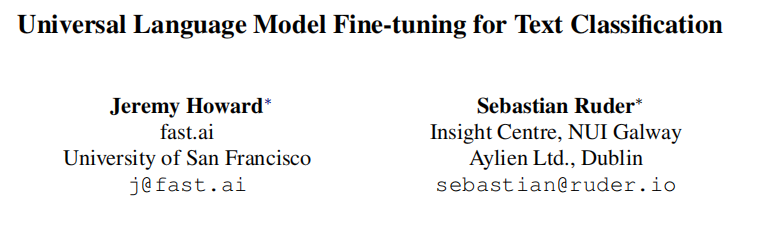 Universal Language Model Fine-tuning for Text Classification
Jeremy Howard*
fast.ai
University of San Francisco
j@fast.ai
Sebastian Ruder*
Insight Centre, NUI Galway
Aylien Ltd., Dublin
sebastian@ruder.io